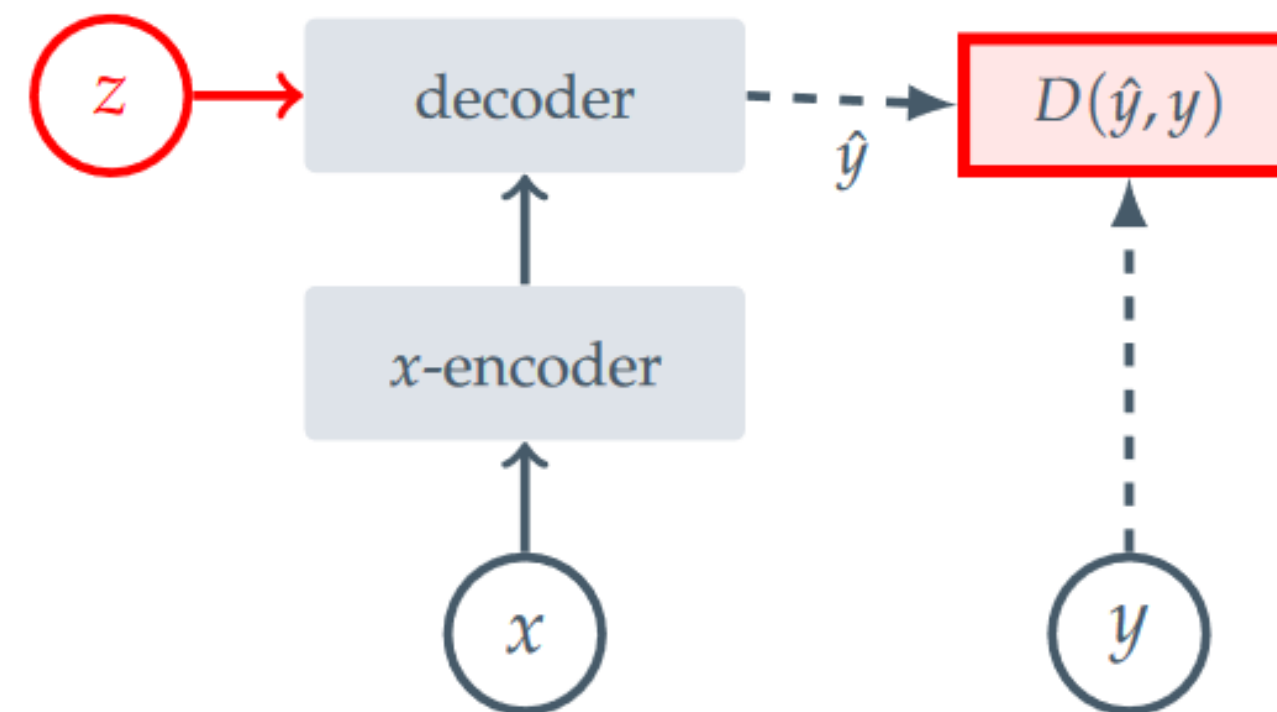 z
decoder
ŷ
D(ŷ, y)
x-encoder
x
y